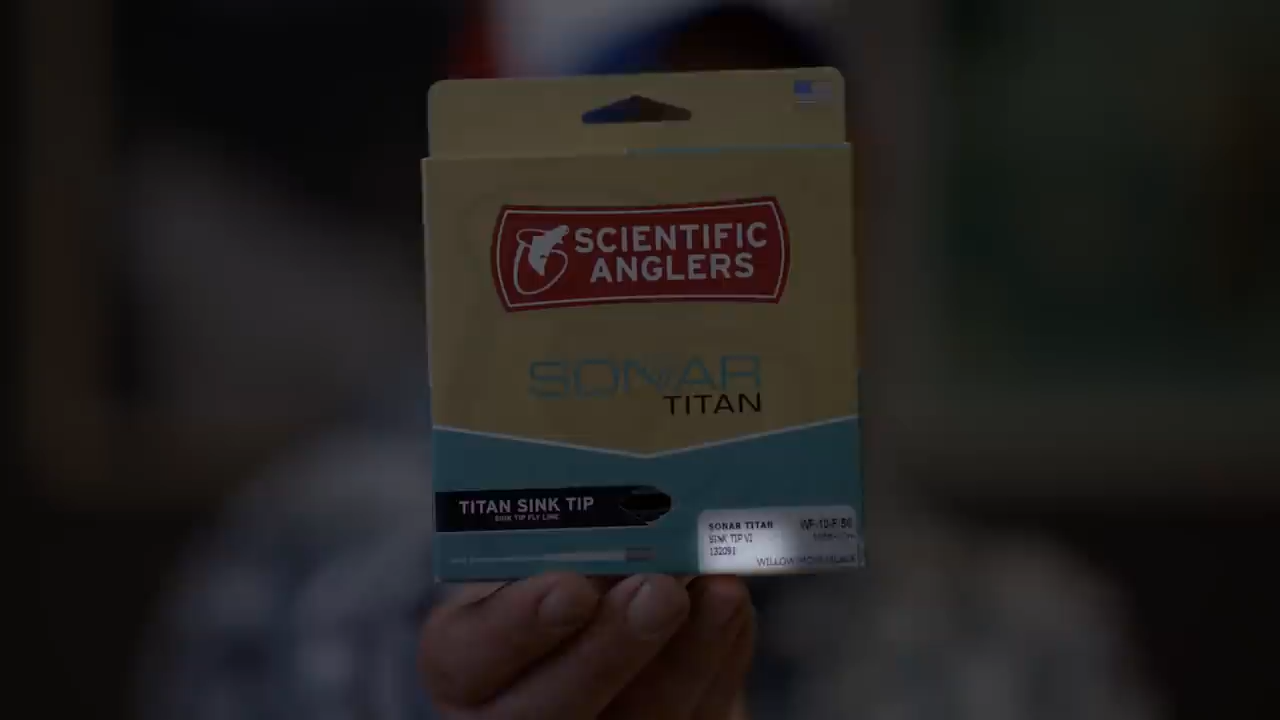 SCIENTIFIC
ANGLERS
SONAR
TITAN
TITAN SINK TIP
SINK TIP FLY LINE
SONAR TITAN WF-10-F/S6
SINK TIP VI
132091
WILLOW